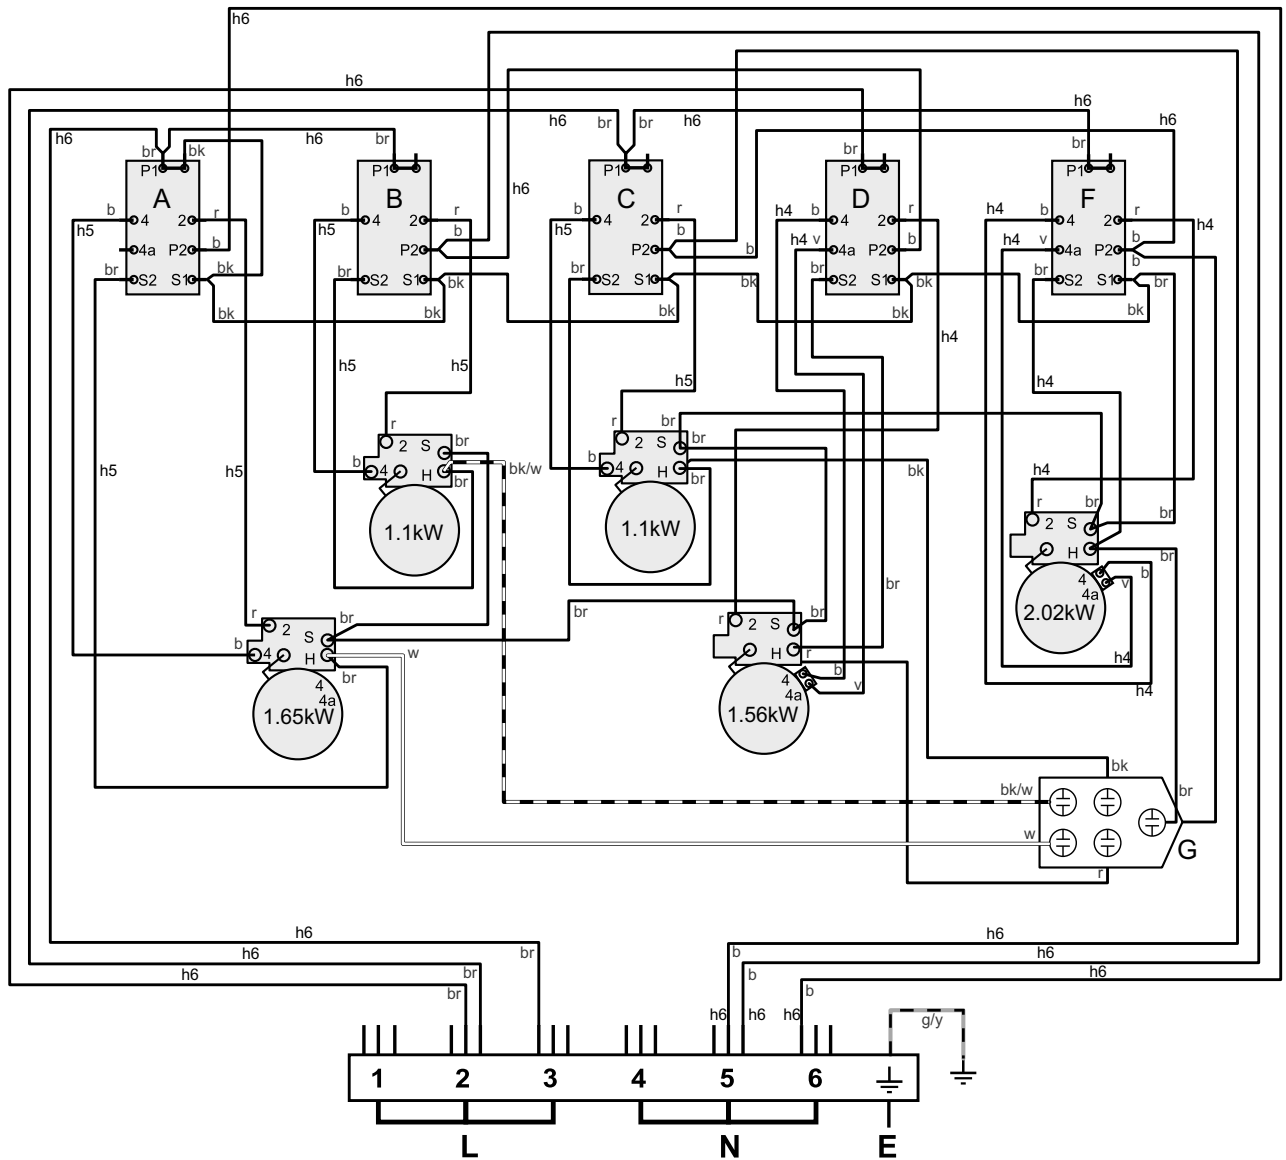 h6
h6
h6 br br h6 h6
h6 br bk h6 br br h6
P1 P1 P1 P1 P1
A B C D F
h6
b 4 2 r b 4 2 r b 4 2 r h4 b 4 2 r h4 b 4 2 r h4
h5 h5 h5
4a P2 b P2 b P2 b b h4 v 4a P2 b h4 v 4a P2 b b
br S2 S1 bk br S2 S1 bk br S2 S1 bk br S2 S1 br S2 S1 br
bk bk bk bk
h4
h5 h5 h5 h4
r 2 S br r 2 S br br
b 4 H br b 4 H br
bk/w bk
h5 h5
h4
1.1kW 1.1kW
r 2 S br
H br
4 4a b v
2.02kW
br
r 2 S br br r 2 S br
b 4 H br w H r
4 4a 4 4a b v
h4
h4
1.65kW 1.56kW
bk
bk/w br
w G
r
h6 h6
h6 br b h6
h6 br b h6
br b
h6 h6 h6 g/y
1 2 3 4 5 6
L N E